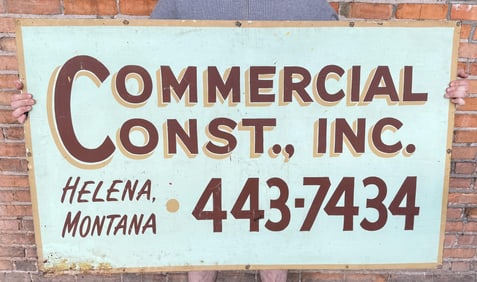 COMMERCIAL
CONST., INC.
HELENA,
MONTANA • 443-7434